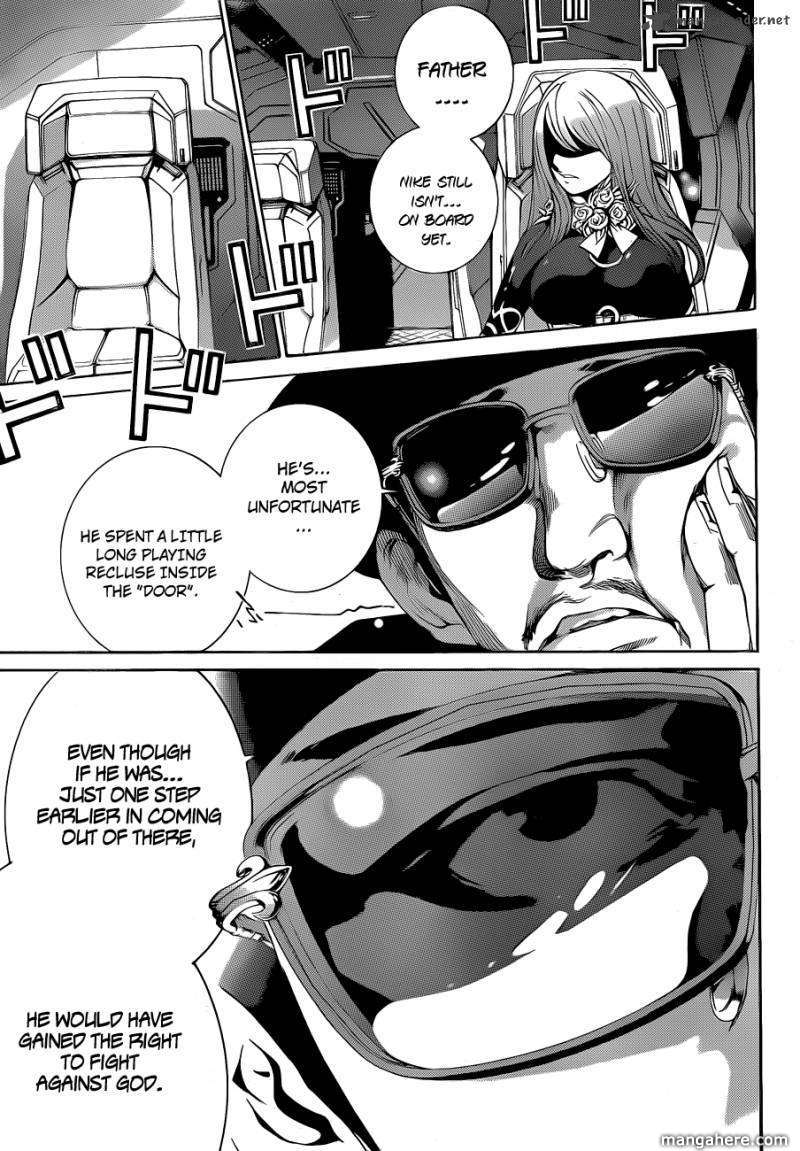 FATHER
....
NIKE STILL
ISN'T...
ON BOARD
YET.
ド
ド
ド
ド
ド
ド
HE'S...
MOST
UNFORTUNATE
...
HE SPENT A LITTLE
LONG PLAYING
RECLUSE INSIDE
THE "DOOR".
EVEN THOUGH
IF HE WAS...
JUST ONE STEP
EARLIER IN COMING
OUT OF THERE,
HE WOULD HAVE
GAINED THE RIGHT
TO FIGHT
AGAINST GOD.
mangahere.com